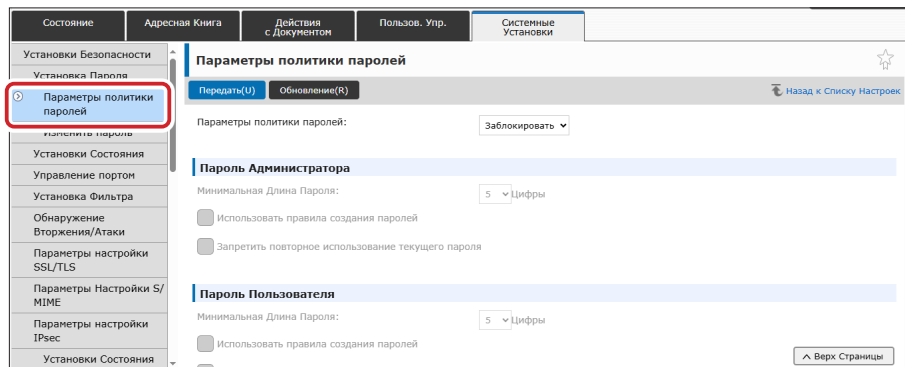 Состояние
Адресная Книга
Действия
с Документом
Пользов. Упр.
Системные
Установки
Установки Безопасности
Установка Пароля
Параметры политики
паролей
Изменить пароль
Установки Состояния
Управление портом
Установка Фильтра
Обнаружение
Вторжения/Атаки
Параметры настройки
SSL/TLS
Параметры Настройки S/
MIME
Параметры настройки
IPsec
Установки Состояния
Параметры политики паролей
Передать(U)
Обновление(R)
Назад к Списку Настроек
Параметры политики паролей:
Заблокировать
Пароль Администратора
Минимальная Длина Пароля:
5 Цифры
Использовать правила создания паролей
Запретить повторное использование текущего пароля
Пароль Пользователя
Минимальная Длина Пароля:
5 Цифры
Использовать правила создания паролей
Верх Страницы